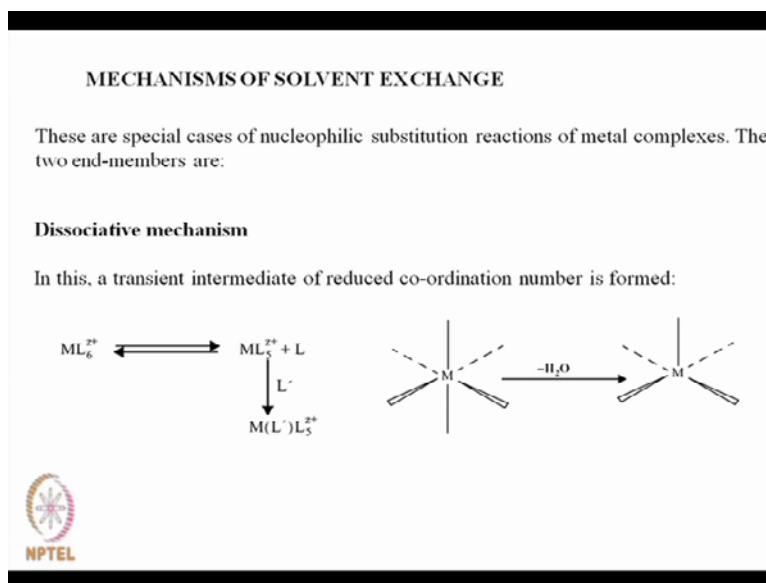 MECHANISMS OF SOLVENT EXCHANGE
These are special cases of nucleophilic substitution reactions of metal complexes. The
two end-members are:
Dissociative mechanism
In this, a transient intermediate of reduced co-ordination number is formed:
ML₆ᶻ⁺ ⇌ ML₅ᶻ⁺ + L
L´
M(L´)L₅ᶻ⁺
M
–H₂O
M
NPTEL